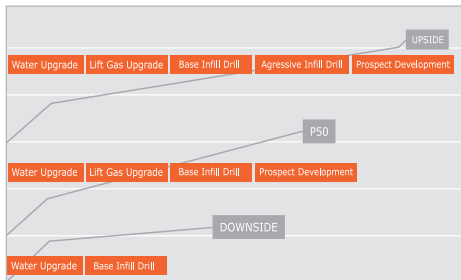 UPSIDE
Water Upgrade Lift Gas Upgrade Base Infill Drill Agressive Infill Drill Prospect Development
P50
Water Upgrade Lift Gas Upgrade Base Infill Drill Prospect Development
DOWNSIDE
Water Upgrade Base Infill Drill